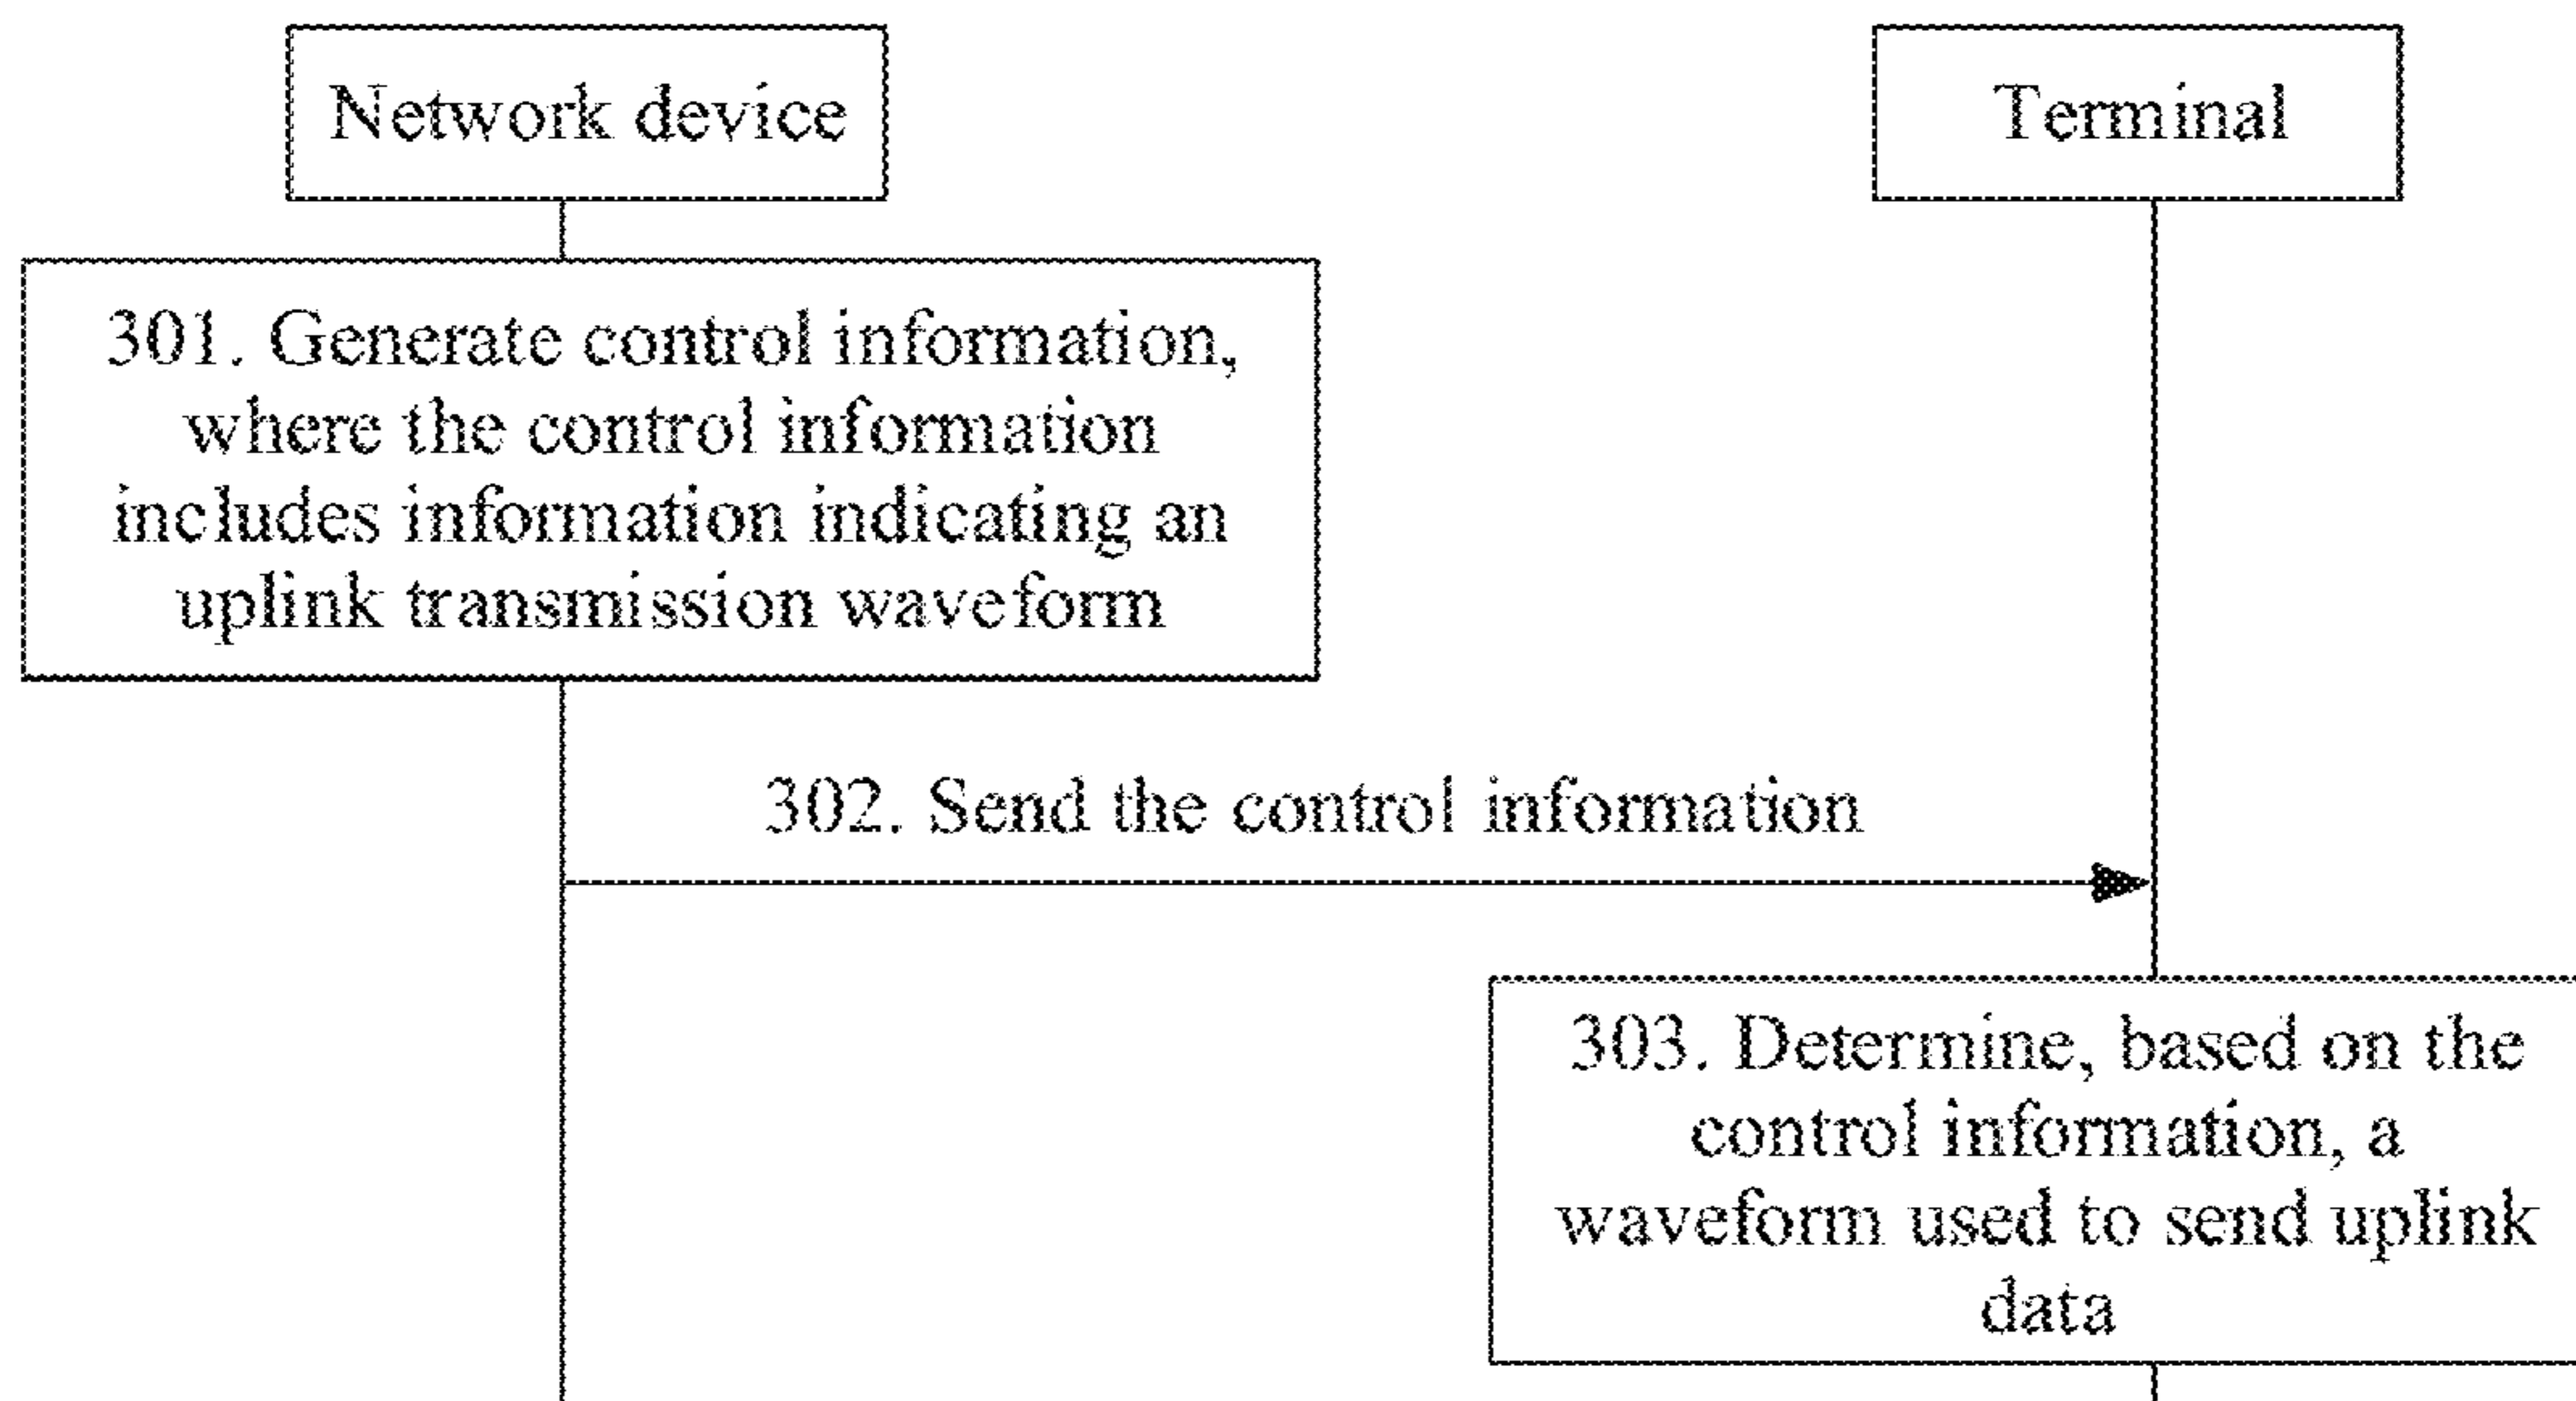 Network device
Terminal
301. Generate control information,
where the control information
includes information indicating an
uplink transmission waveform
302. Send the control information
303. Determine, based on the
control information, a
waveform used to send uplink
data